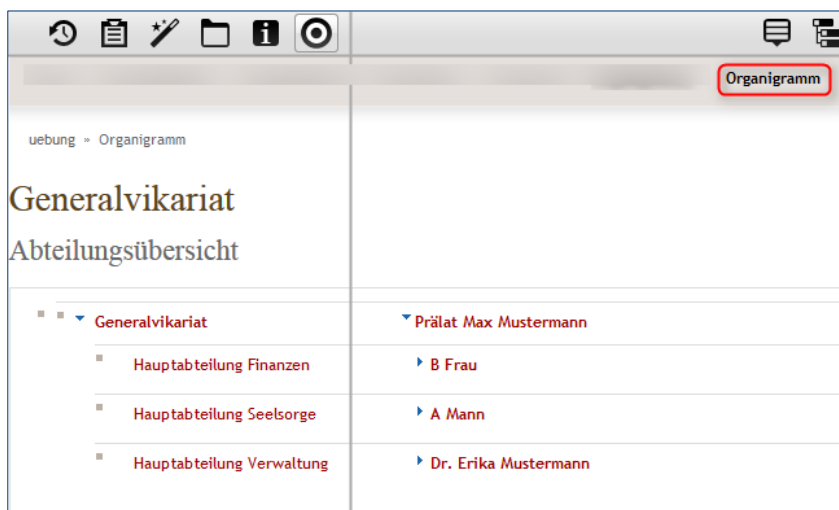 Organigramm
uebung » Organigramm
Generalvikariat
Abteilungsübersicht
Generalvikariat Prälat Max Mustermann
Hauptabteilung Finanzen B Frau
Hauptabteilung Seelsorge A Mann
Hauptabteilung Verwaltung Dr. Erika Mustermann